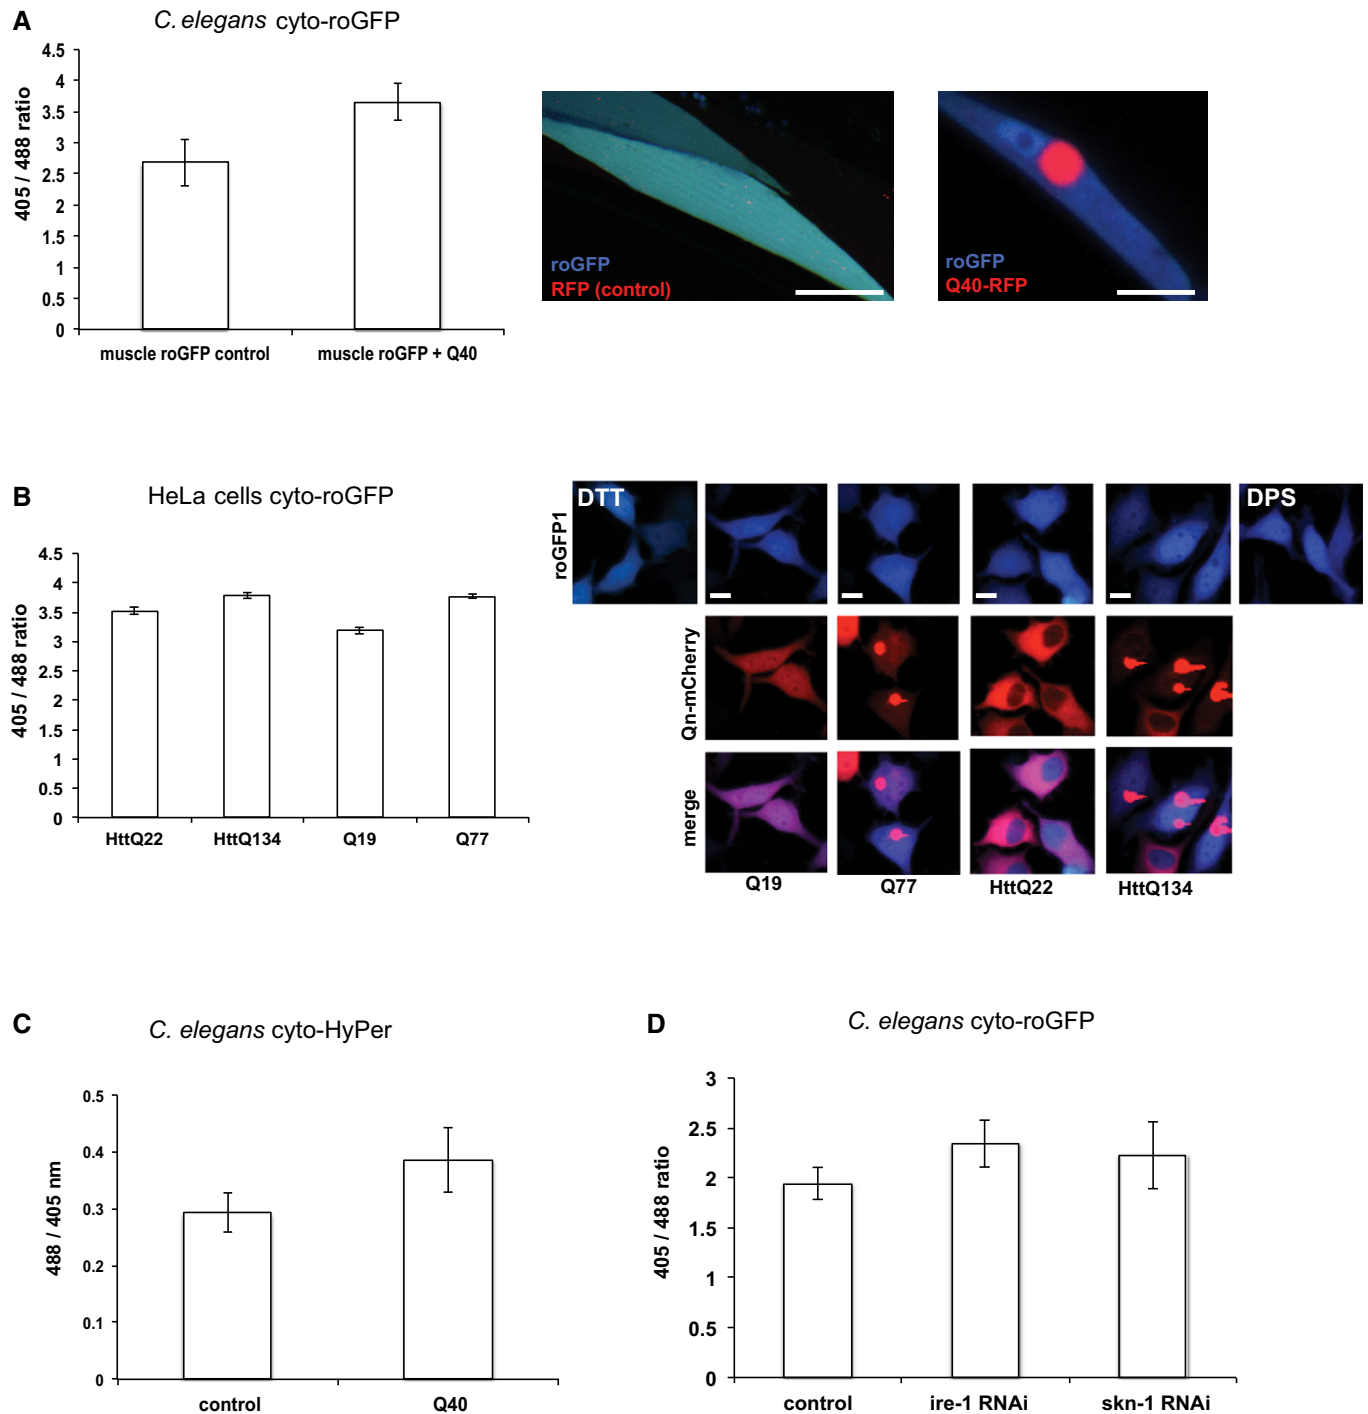 A
C. elegans cyto-roGFP
4.5
4
3.5
3
2.5
2
1.5
1
0.5
0
405 / 488 ratio
muscle roGFP control
muscle roGFP + Q40
roGFP
RFP (control)
roGFP
Q40-RFP
B
HeLa cells cyto-roGFP
4.5
4
3.5
3
2.5
2
1.5
1
0.5
0
405 / 488 ratio
HttQ22
HttQ134
Q19
Q77
roGFP1
DTT
DPS
Qn-mCherry
merge
Q19
Q77
HttQ22
HttQ134
C
C. elegans cyto-HyPer
0.5
0.4
0.3
0.2
0.1
0
488 / 405 nm
control
Q40
D
C. elegans cyto-roGFP
3
2.5
2
1.5
1
0.5
0
405 / 488 ratio
control
ire-1 RNAi
skn-1 RNAi